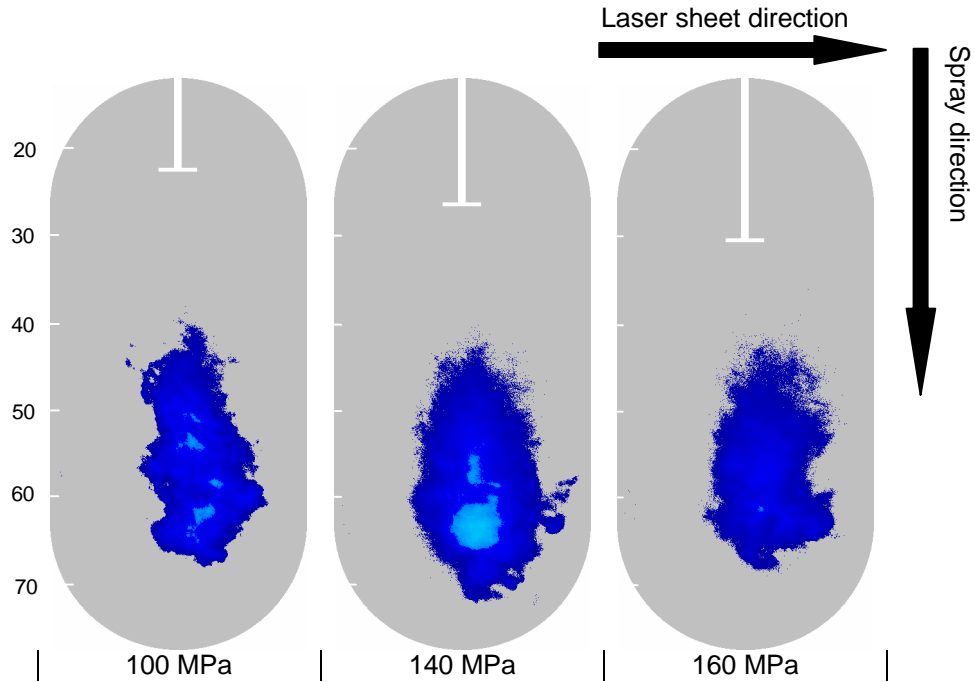 Laser sheet direction
Spray direction
20
30
40
50
60
70
100 MPa
140 MPa
160 MPa